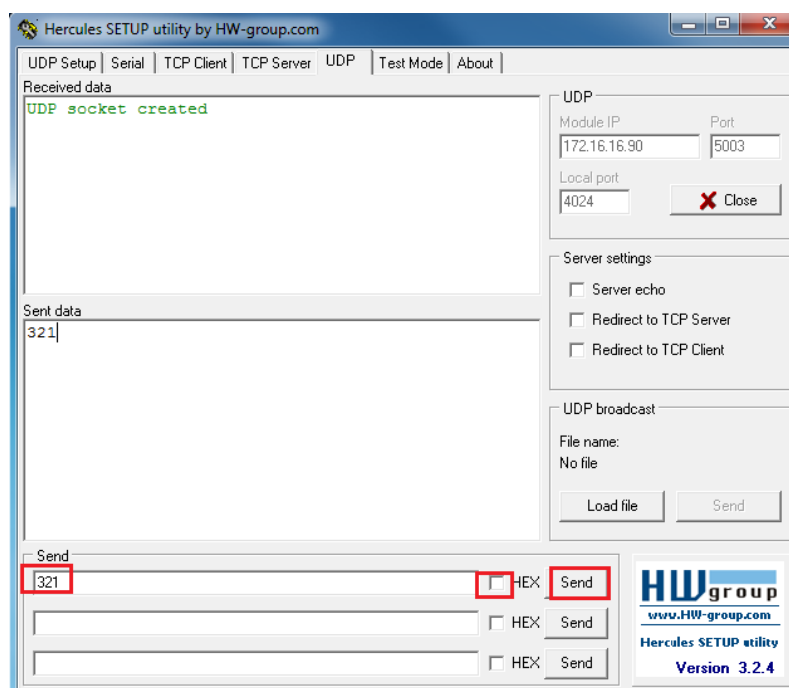 Hercules SETUP utility by HW-group.com
UDP Setup Serial TCP Client TCP Server UDP Test Mode About
Received data
UDP socket created
UDP
Module IP Port
172.16.16.90 5003
Local port
4024 Close
Server settings
Server echo
Redirect to TCP Server
Redirect to TCP Client
Sent data
321
UDP broadcast
File name:
No file
Load file Send
Send
321 HEX Send
HEX Send
HEX Send
HWgroup
www.HW-group.com
Hercules SETUP utility
Version 3.2.4